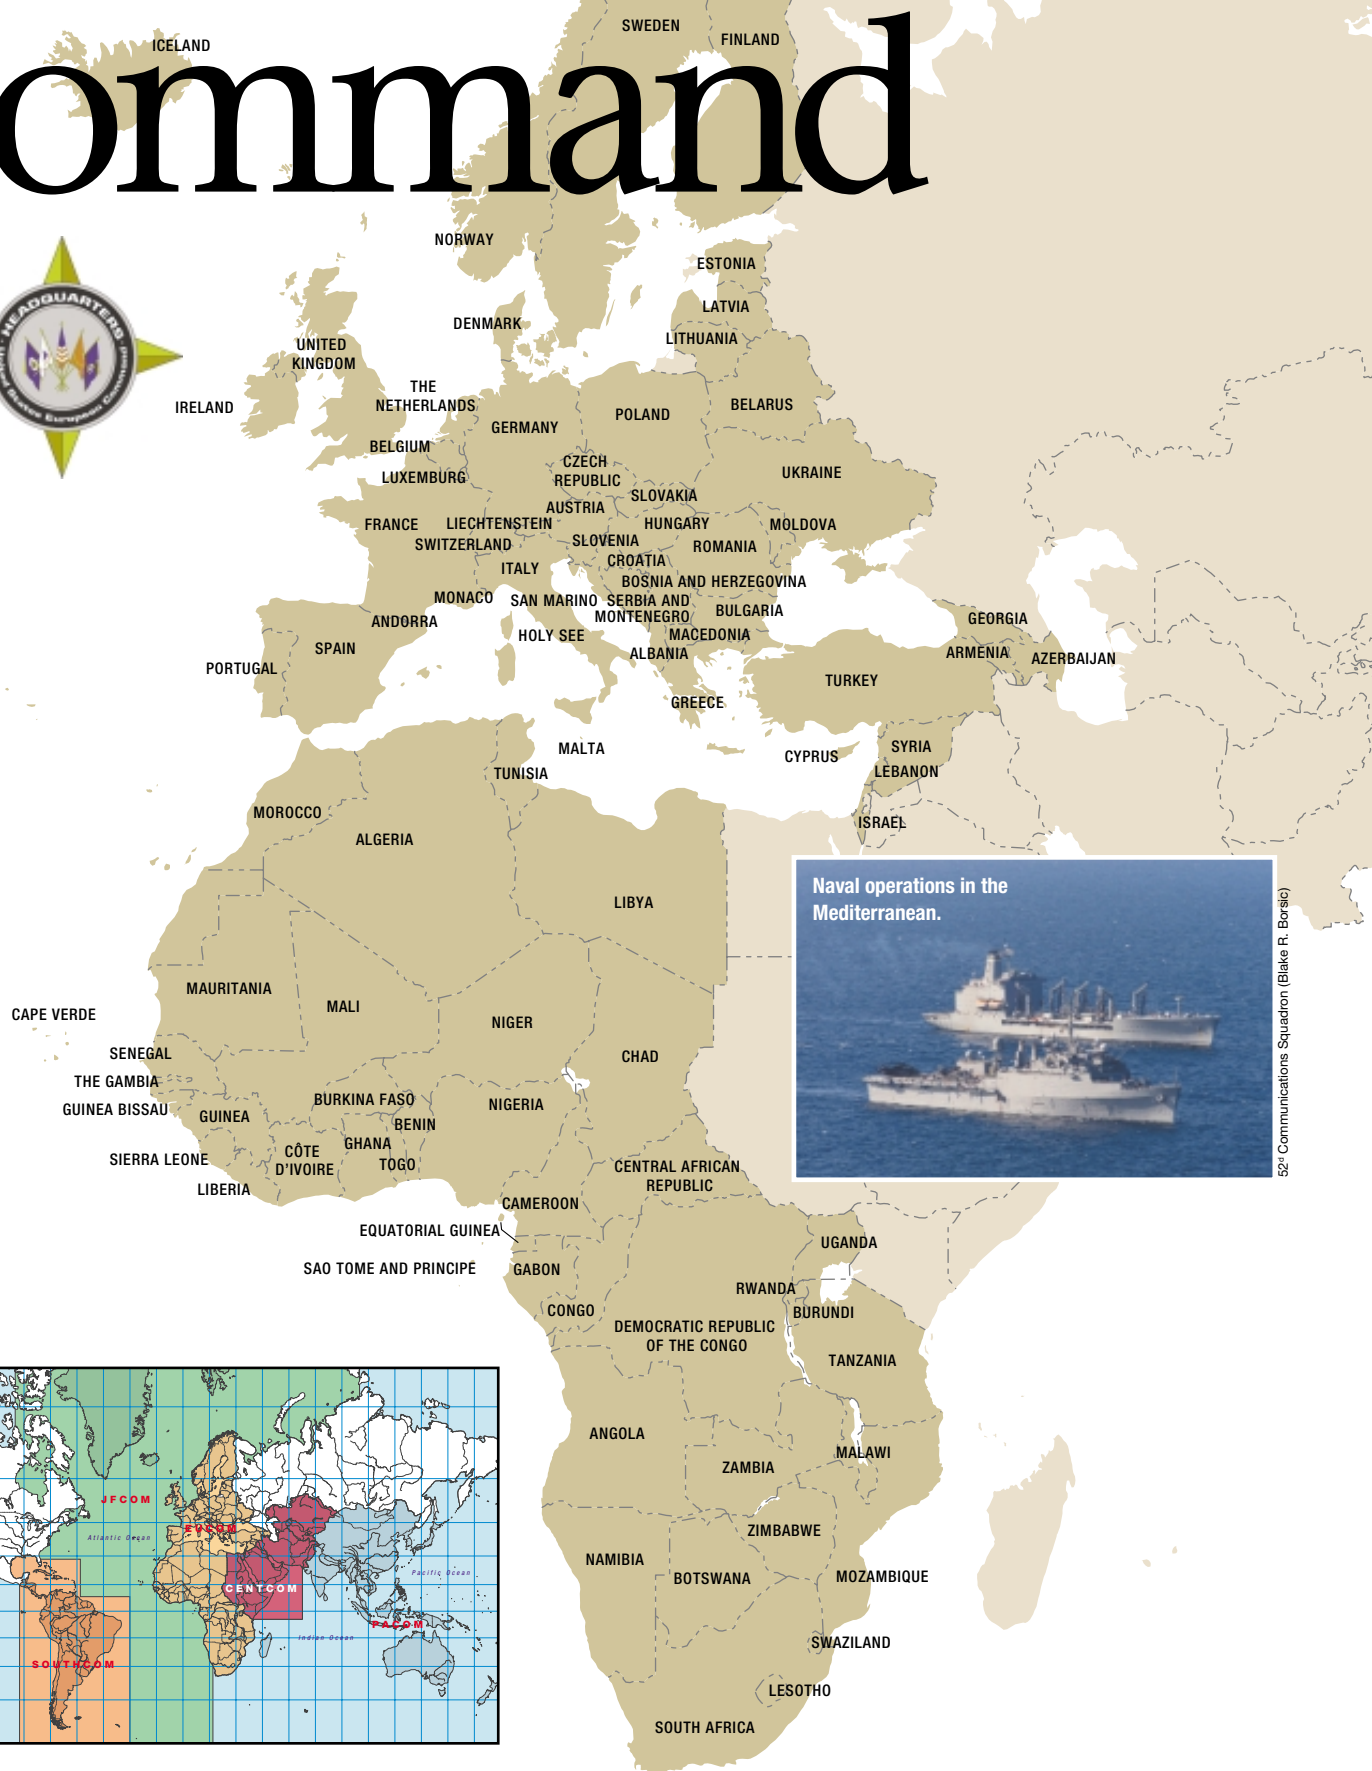 ommand
ICELAND
SWEDEN
FINLAND
NORWAY
ESTONIA
LATVIA
LITHUANIA
DENMARK
HEADQUARTERS
UNITED
KINGDOM
IRELAND
THE
NETHERLANDS
BELGIUM
LUXEMBURG
GERMANY
POLAND
BELARUS
CZECH
REPUBLIC
SLOVAKIA
UKRAINE
AUSTRIA
FRANCE
LIECHTENSTEIN
HUNGARY
MOLDOVA
SWITZERLAND
SLOVENIA
ROMANIA
CROATIA
ITALY
BOSNIA AND HERZEGOVINA
MONACO
SAN MARINO
SERBIA AND
MONTENEGRO
BULGARIA
ANDORRA
HOLY SEE
MACEDONIA
GEORGIA
SPAIN
ALBANIA
ARMENIA
AZERBAIJAN
PORTUGAL
TURKEY
GREECE
MALTA
CYPRUS
SYRIA
LEBANON
TUNISIA
ISRAEL
MOROCCO
ALGERIA
LIBYA
Naval operations in the
Mediterranean.
52d Communications Squadron (Blake R. Borsic)
MAURITANIA
MALI
CAPE VERDE
NIGER
CHAD
SENEGAL
THE GAMBIA
GUINEA BISSAU
GUINEA
BURKINA FASO
BENIN
NIGERIA
GHANA
CÔTE
D'IVOIRE
TOGO
SIERRA LEONE
LIBERIA
CENTRAL AFRICAN
REPUBLIC
CAMEROON
EQUATORIAL GUINEA
UGANDA
SAO TOME AND PRINCIPE
GABON
RWANDA
BURUNDI
CONGO
DEMOCRATIC REPUBLIC
OF THE CONGO
TANZANIA
ANGOLA
MALAWI
ZAMBIA
ZIMBABWE
NAMIBIA
BOTSWANA
MOZAMBIQUE
SWAZILAND
LESOTHO
SOUTH AFRICA
JFCOM
EUCOM
Atlantic Ocean
CENTCOM
Pacific Ocean
PACOM
Indian Ocean
SOUTHCOM